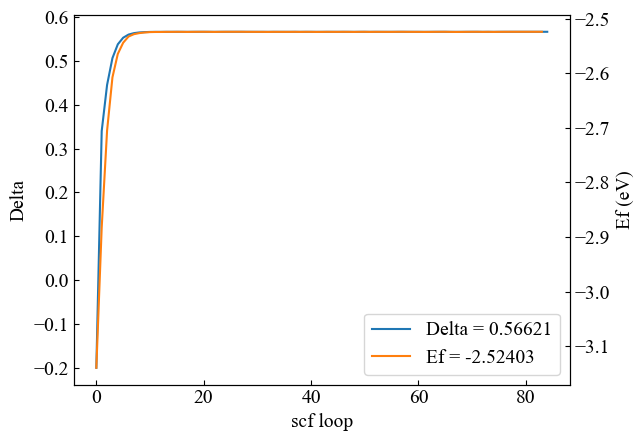 0.6
0.5
0.4
0.3
0.2
0.1
0.0
−0.1
−0.2
Delta
−2.5
−2.6
−2.7
−2.8
−2.9
−3.0
−3.1
Ef (eV)
Delta = 0.56621
Ef = -2.52403
0 20 40 60 80
scf loop